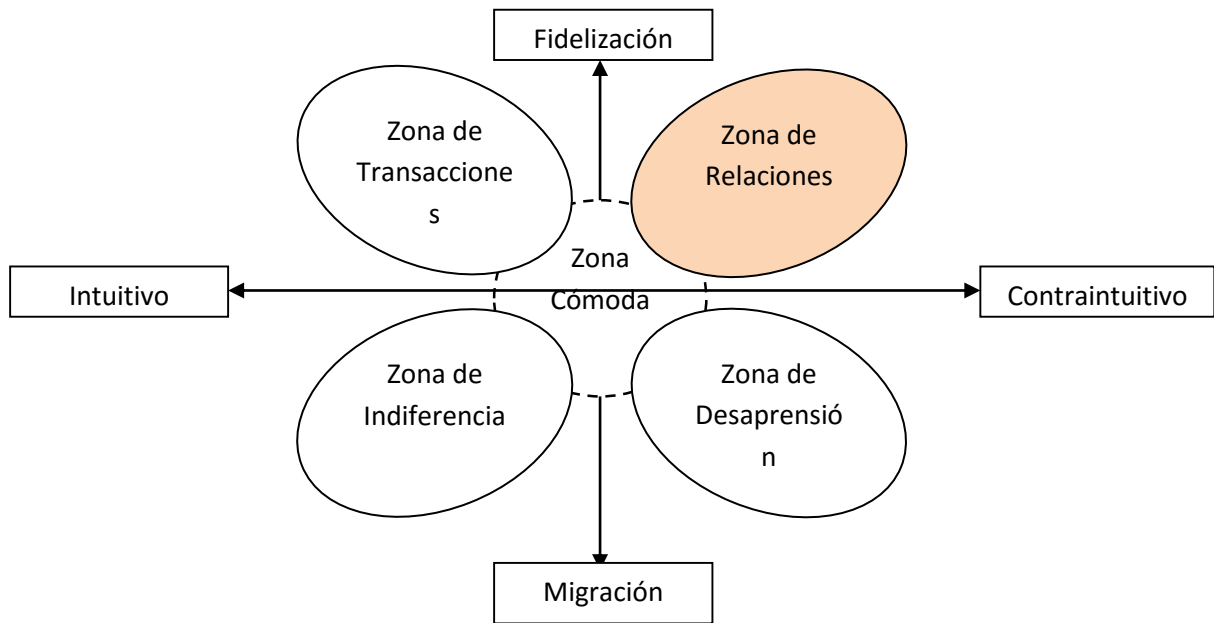 Fidelización
Zona de
Transaccione
s
Zona de
Relaciones
Zona
Cómoda
Intuitivo
Contraintuitivo
Zona de
Indiferencia
Zona de
Desaprensió
n
Migración